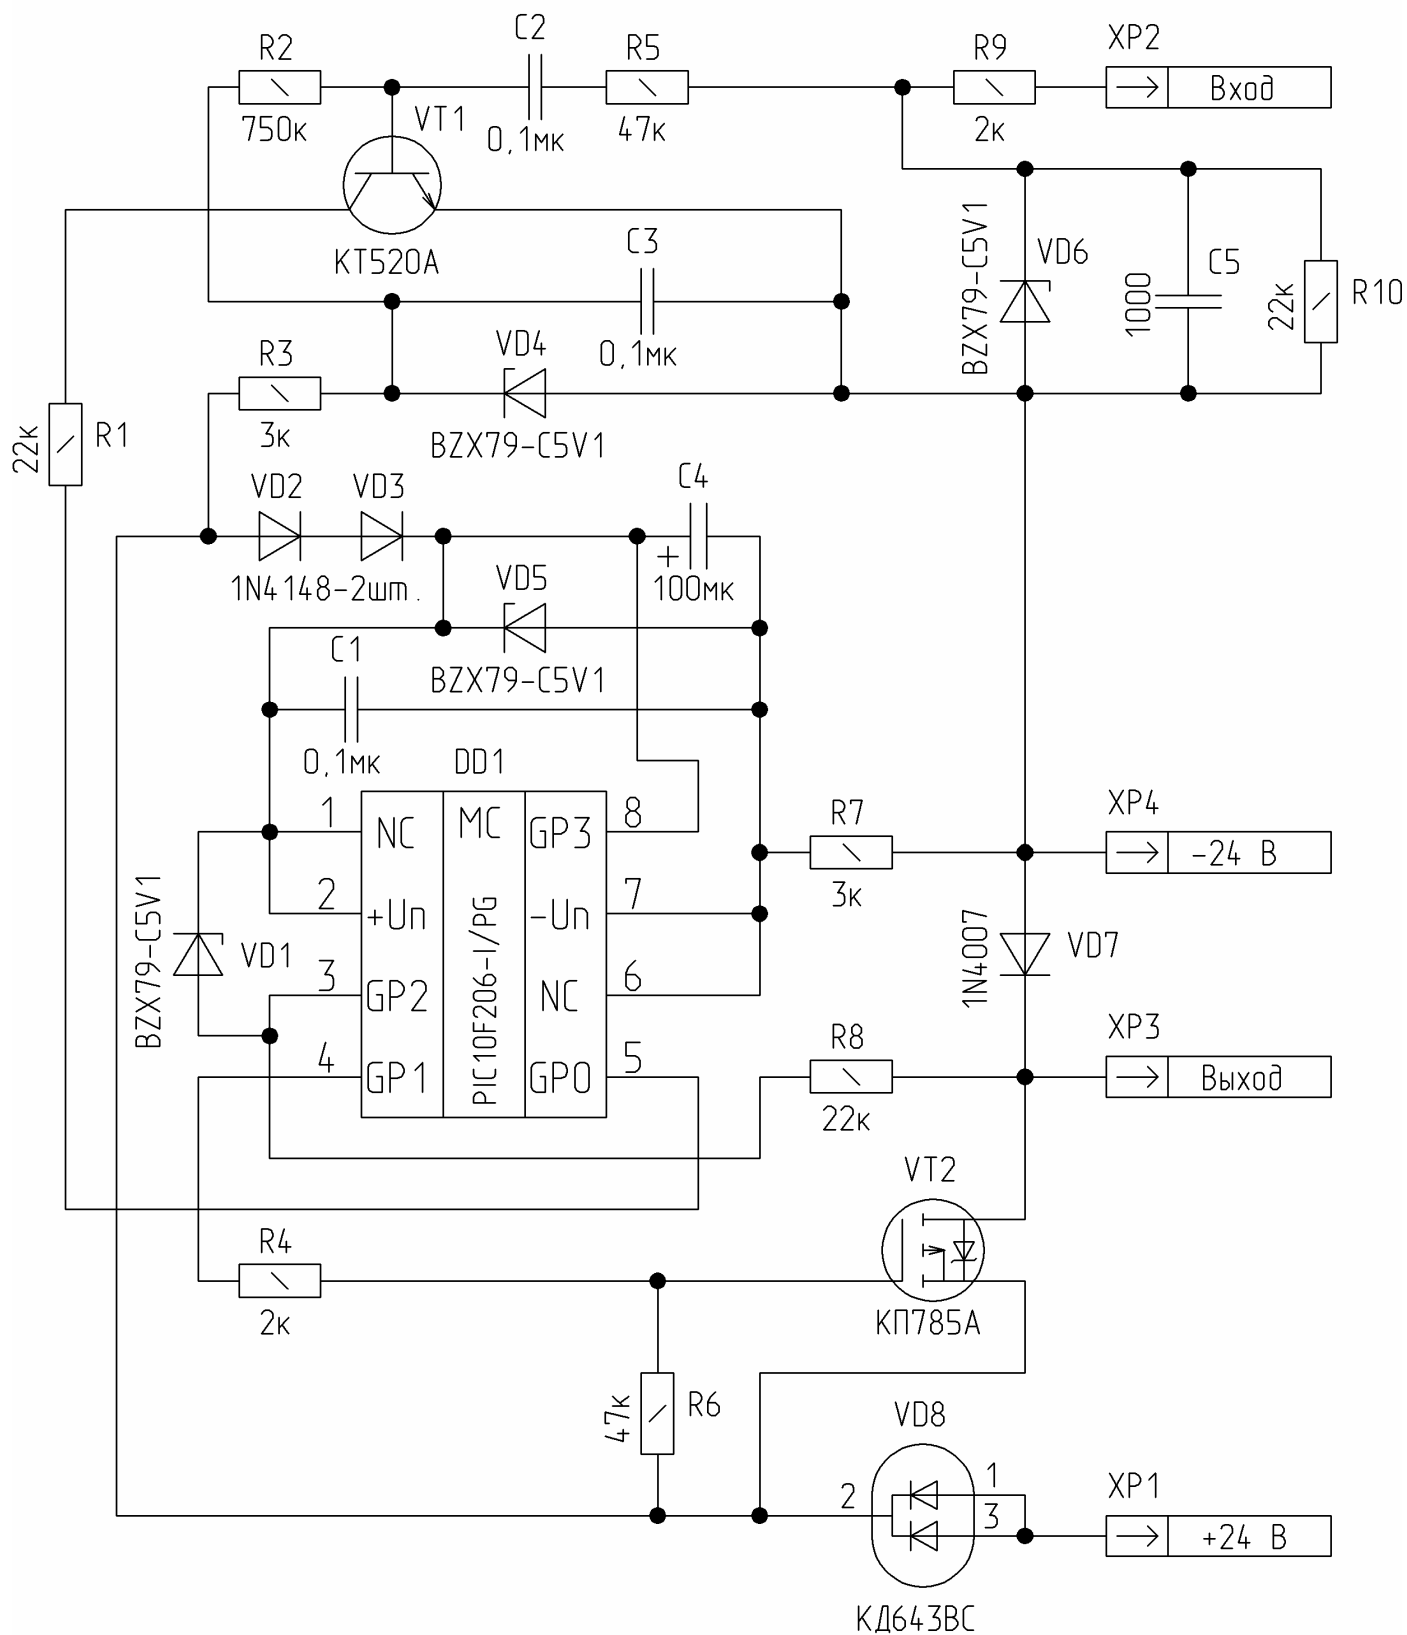 C2
R2
R5
R9
XP2
Вход
VT1
750к
0,1мк
47к
2к
КТ520А
C3
BZX79-C5V1
VD6
1000
C5
22к
R10
R3
VD4
0,1мк
22к
R1
3к
BZX79-C5V1
VD2
VD3
C4
1N4148-2шт.
VD5
+
100мк
C1
BZX79-C5V1
0,1мк
DD1
1
NC
MC
GP3
8
R7
XP4
-24 В
3к
2
+Uп
PIC10F206-I/PG
-Uп
7
BZX79-C5V1
VD1
1N4007
VD7
3
GP2
NC
6
R8
XP3
4
GP1
GP0
5
Выход
22к
VT2
R4
2к
КП785А
47к
R6
VD8
2
1
3
XP1
+24 В
КД643ВС